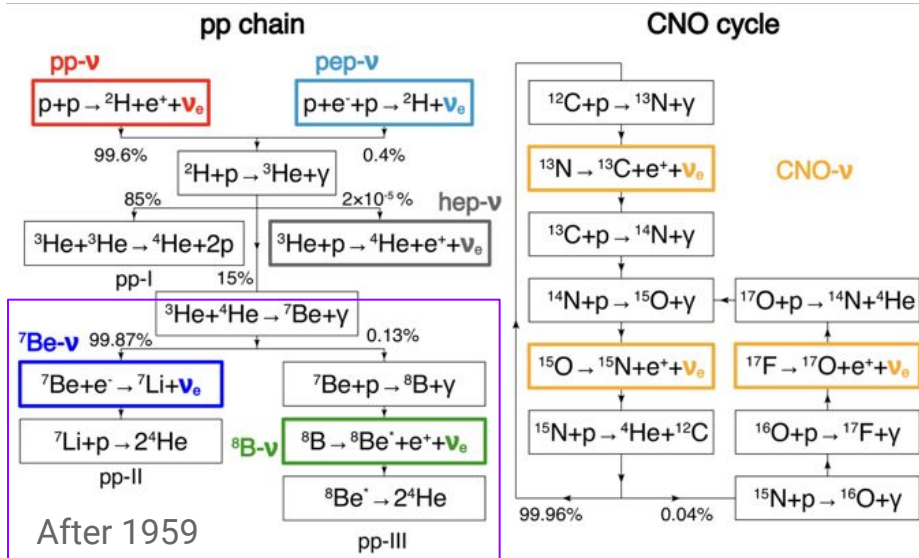 pp chain
pp-ν
p+p→²H+e⁺+νₑ
pep-ν
p+e⁻+p→²H+νₑ
99.6%
0.4%
²H+p→³He+γ
85%
2×10⁻⁵%
hep-ν
³He+³He→⁴He+2p
³He+p→⁴He+e⁺+νₑ
pp-I
15%
³He+⁴He→⁷Be+γ
⁷Be-ν
99.87%
0.13%
⁷Be+e⁻→⁷Li+νₑ
⁷Be+p→⁸B+γ
⁷Li+p→2⁴He
⁸B-ν
⁸B→⁸Be*+e⁺+νₑ
pp-II
⁸Be*→2⁴He
After 1959
pp-III
CNO cycle
¹²C+p→¹³N+γ
¹³N→¹³C+e⁺+νₑ
CNO-ν
¹³C+p→¹⁴N+γ
¹⁴N+p→¹⁵O+γ
¹⁷O+p→¹⁴N+⁴He
¹⁵O→¹⁵N+e⁺+νₑ
¹⁷F→¹⁷O+e⁺+νₑ
¹⁵N+p→⁴He+¹²C
¹⁶O+p→¹⁷F+γ
¹⁵N+p→¹⁶O+γ
99.96%
0.04%